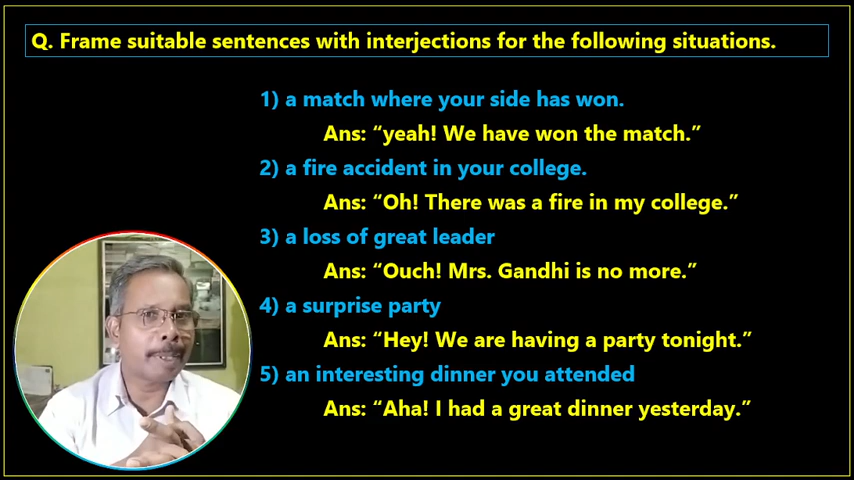 Q. Frame suitable sentences with interjections for the following situations.
1) a match where your side has won.
Ans: “yeah! We have won the match.”
2) a fire accident in your college.
Ans: “Oh! There was a fire in my college.”
3) a loss of great leader
Ans: “Ouch! Mrs. Gandhi is no more.”
4) a surprise party
Ans: “Hey! We are having a party tonight.”
5) an interesting dinner you attended
Ans: “Aha! I had a great dinner yesterday.”